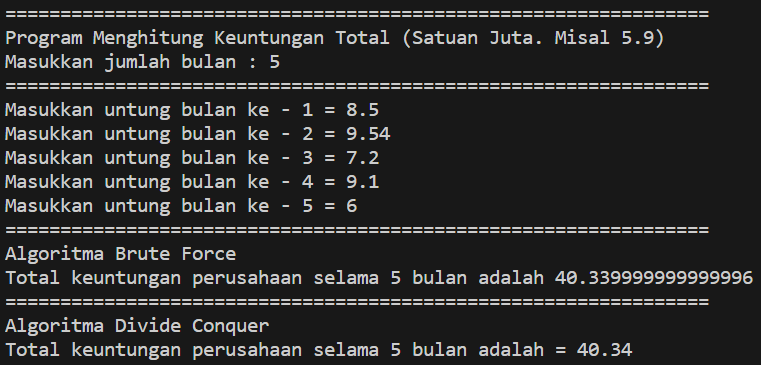 ================================================================
Program Menghitung Keuntungan Total (Satuan Juta. Misal 5.9)
Masukkan jumlah bulan : 5
================================================================
Masukkan untung bulan ke - 1 = 8.5
Masukkan untung bulan ke - 2 = 9.54
Masukkan untung bulan ke - 3 = 7.2
Masukkan untung bulan ke - 4 = 9.1
Masukkan untung bulan ke - 5 = 6
================================================================
Algoritma Brute Force
Total keuntungan perusahaan selama 5 bulan adalah 40.339999999999996
================================================================
Algoritma Divide Conquer
Total keuntungan perusahaan selama 5 bulan adalah = 40.34